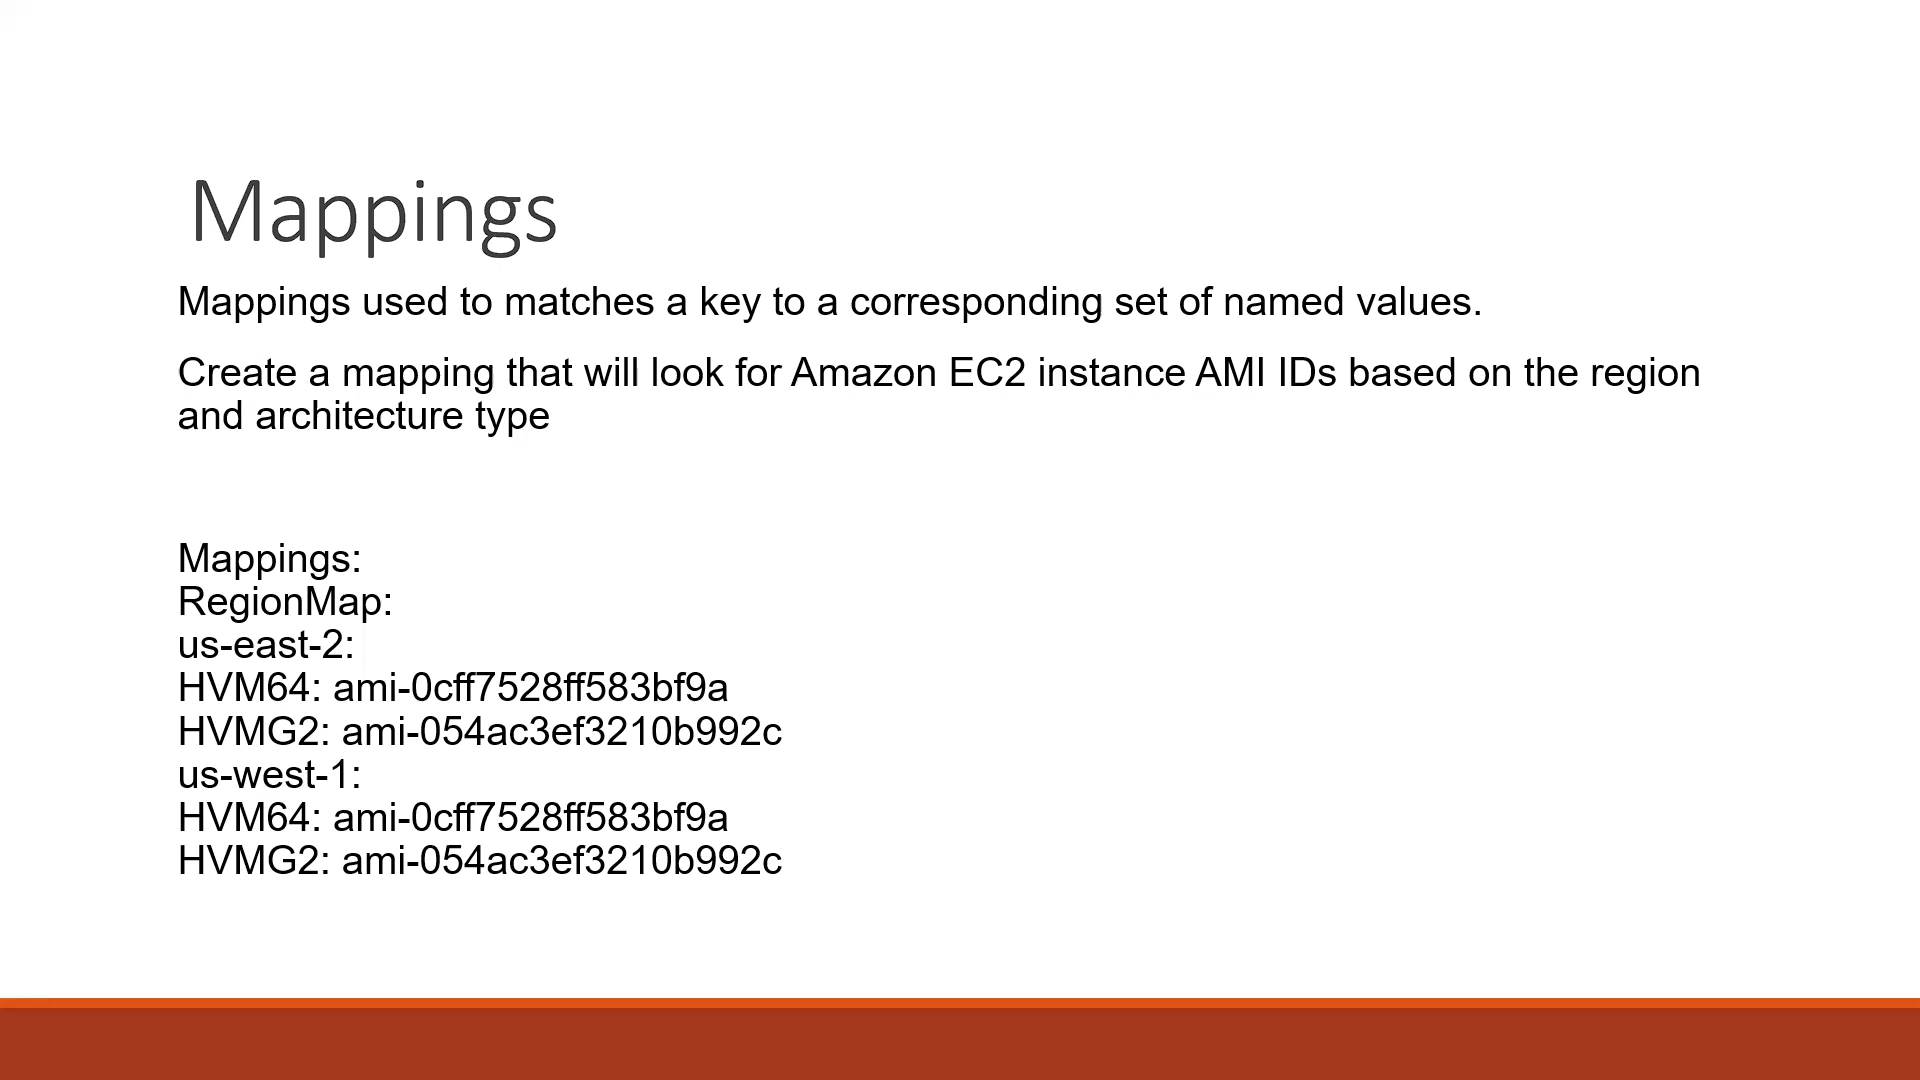 Mappings
Mappings used to matches a key to a corresponding set of named values.
Create a mapping that will look for Amazon EC2 instance AMI IDs based on the region
and architecture type
Mappings:
RegionMap:
us-east-2:
HVM64: ami-0cff7528ff583bf9a
HVMG2: ami-054ac3ef3210b992c
us-west-1:
HVM64: ami-0cff7528ff583bf9a
HVMG2: ami-054ac3ef3210b992c